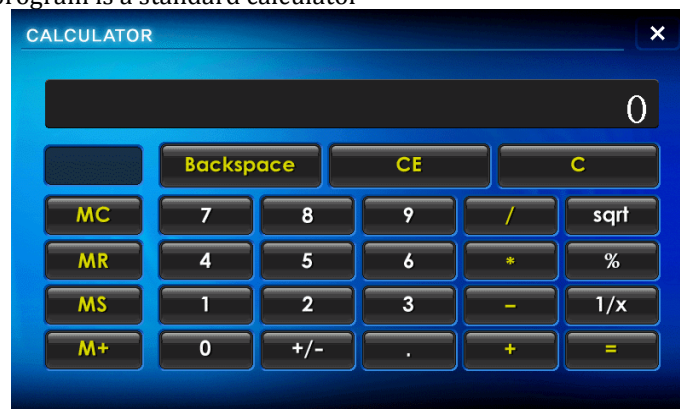 program is a standard calculator
CALCULATOR ×
0
Backspace CE C
MC 7 8 9 / sqrt
MR 4 5 6 * %
MS 1 2 3 - 1/x
M+ 0 +/- . + =